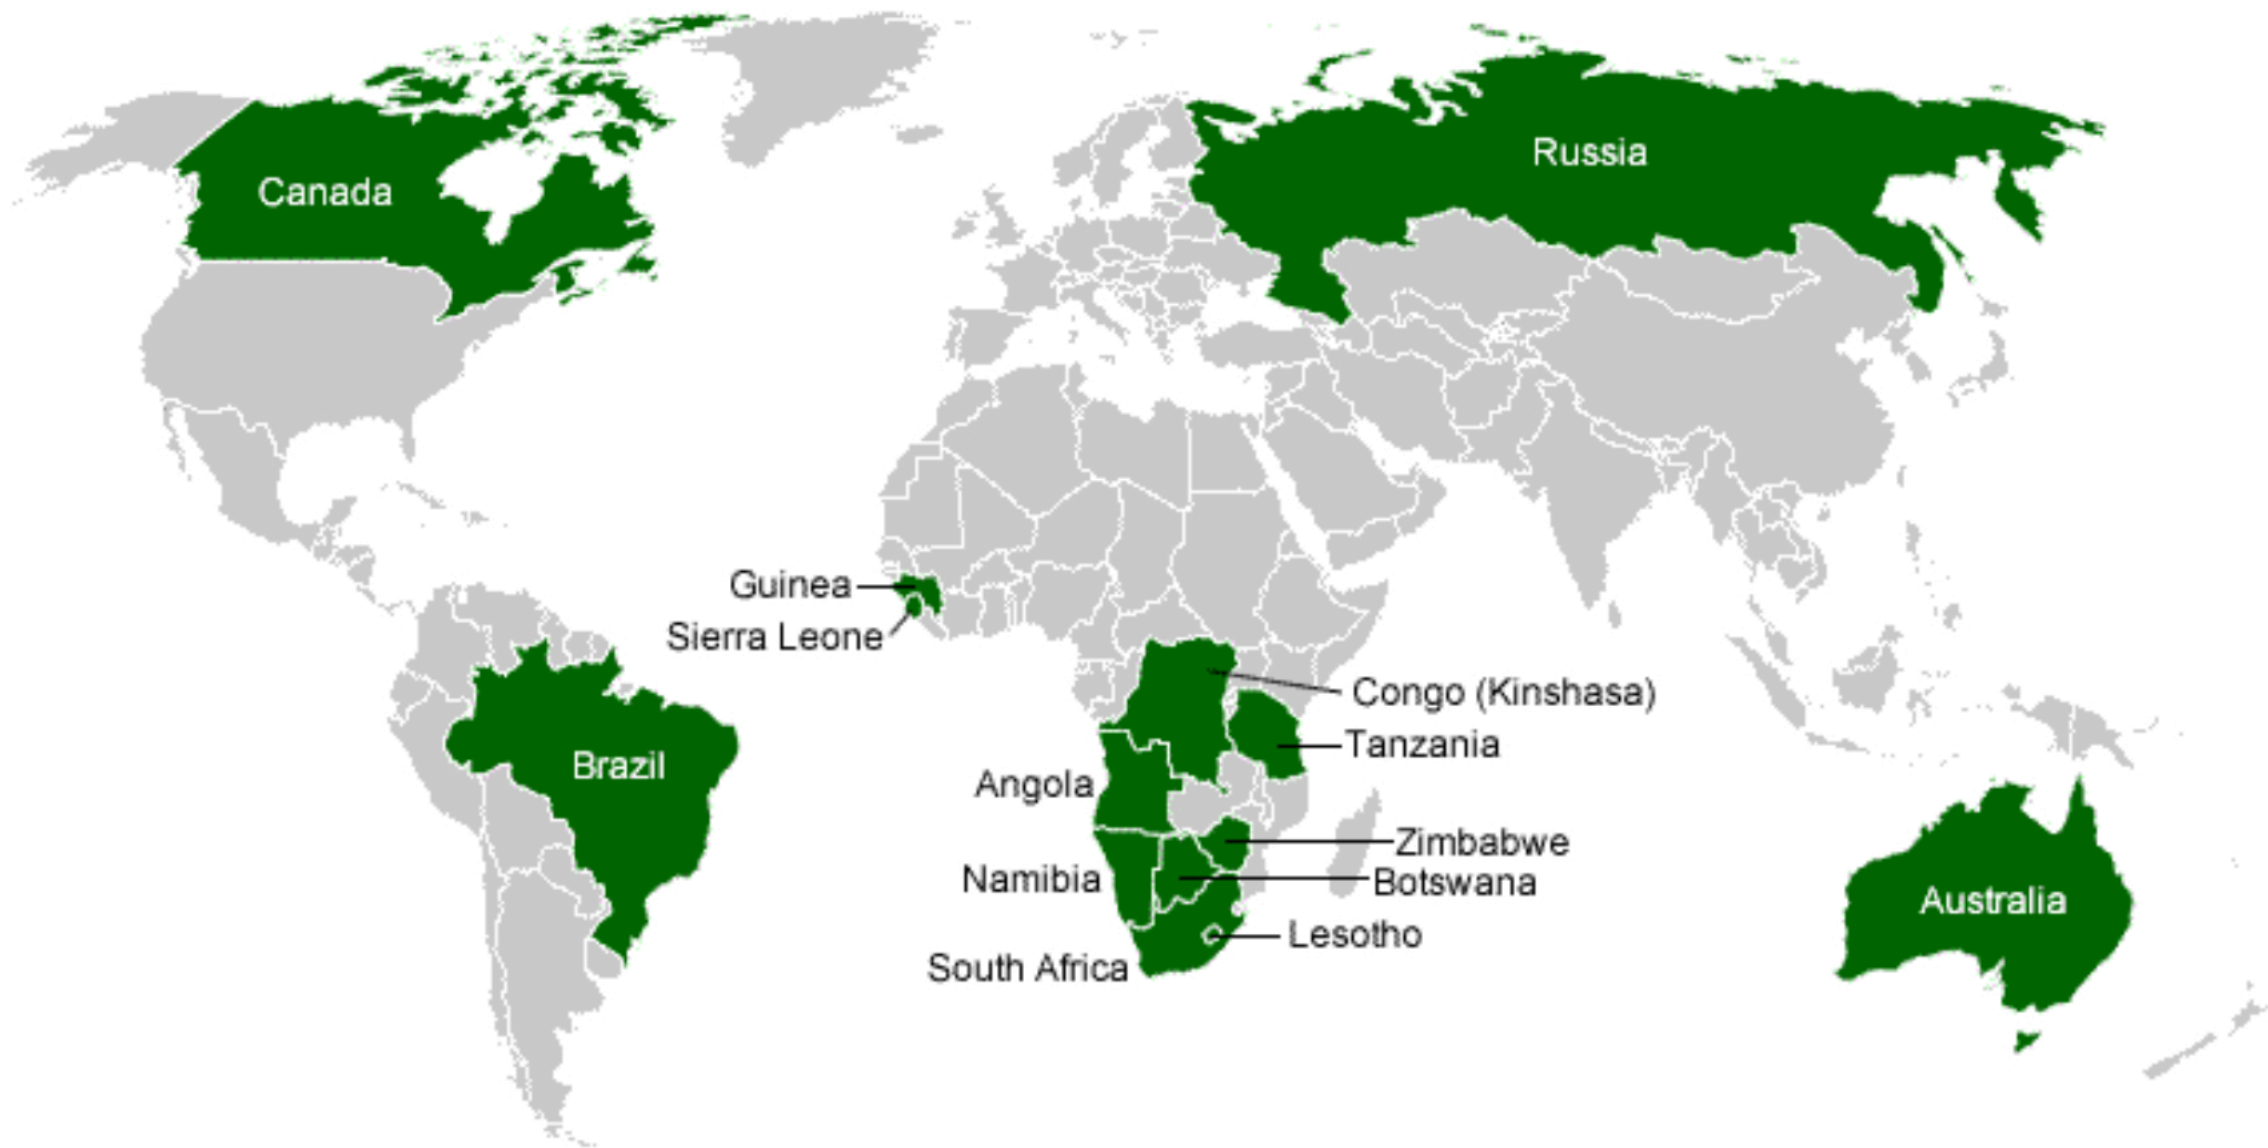 Russia
Canada
Guinea
Sierra Leone
Congo (Kinshasa)
Tanzania
Brazil
Angola
Zimbabwe
Namibia
Botswana
Australia
Lesotho
South Africa